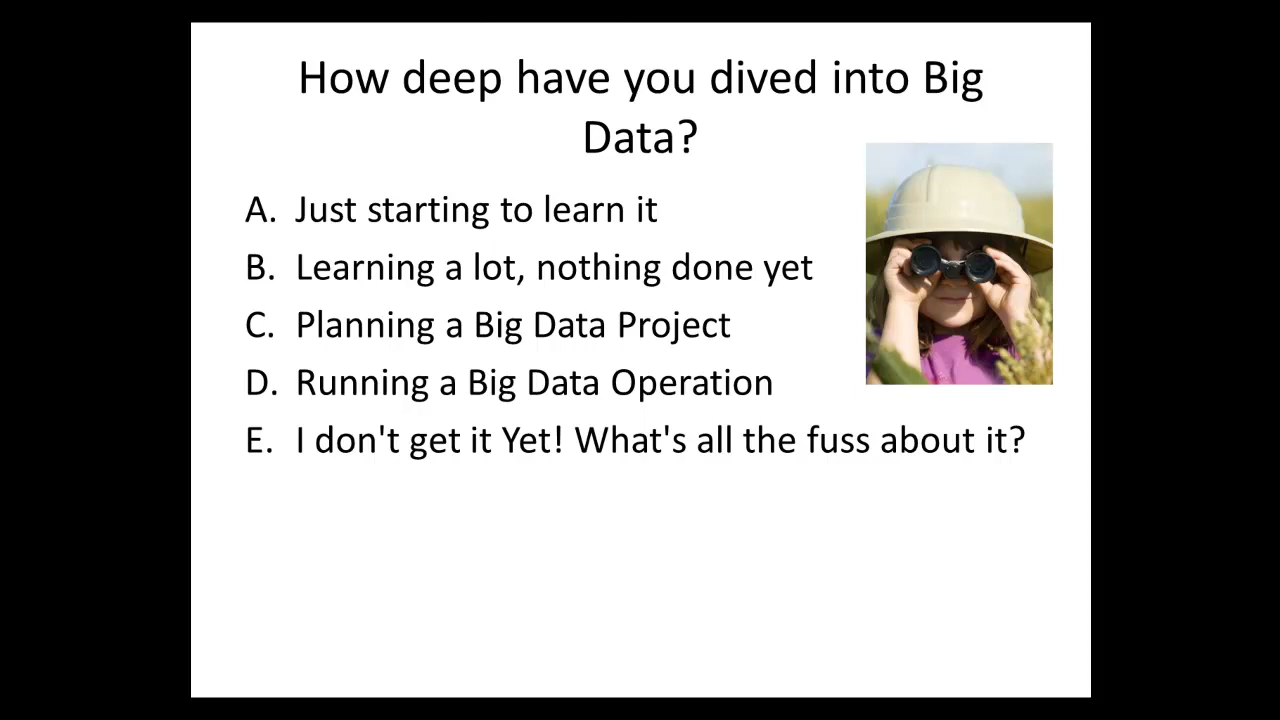 How deep have you dived into Big
Data?
A. Just starting to learn it
B. Learning a lot, nothing done yet
C. Planning a Big Data Project
D. Running a Big Data Operation
E. I don't get it Yet! What's all the fuss about it?